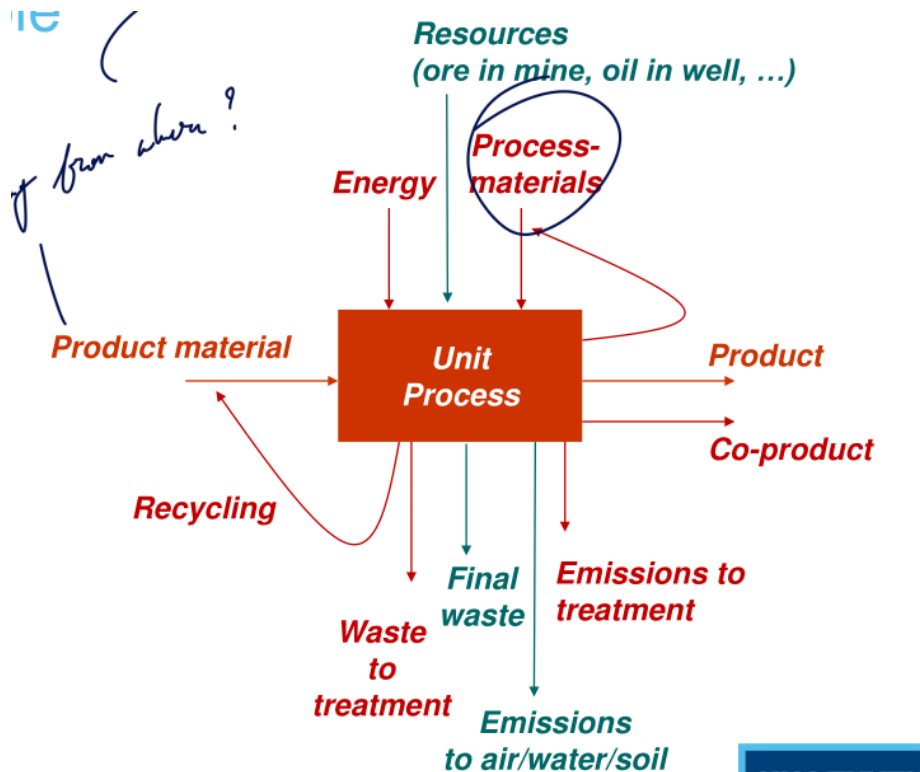 Resources
(ore in mine, oil in well, ...)
from where ?
Process-
materials
Energy
Product material
Unit
Process
Product
Co-product
Recycling
Final
waste
Emissions to
treatment
Waste
to
treatment
Emissions
to air/water/soil